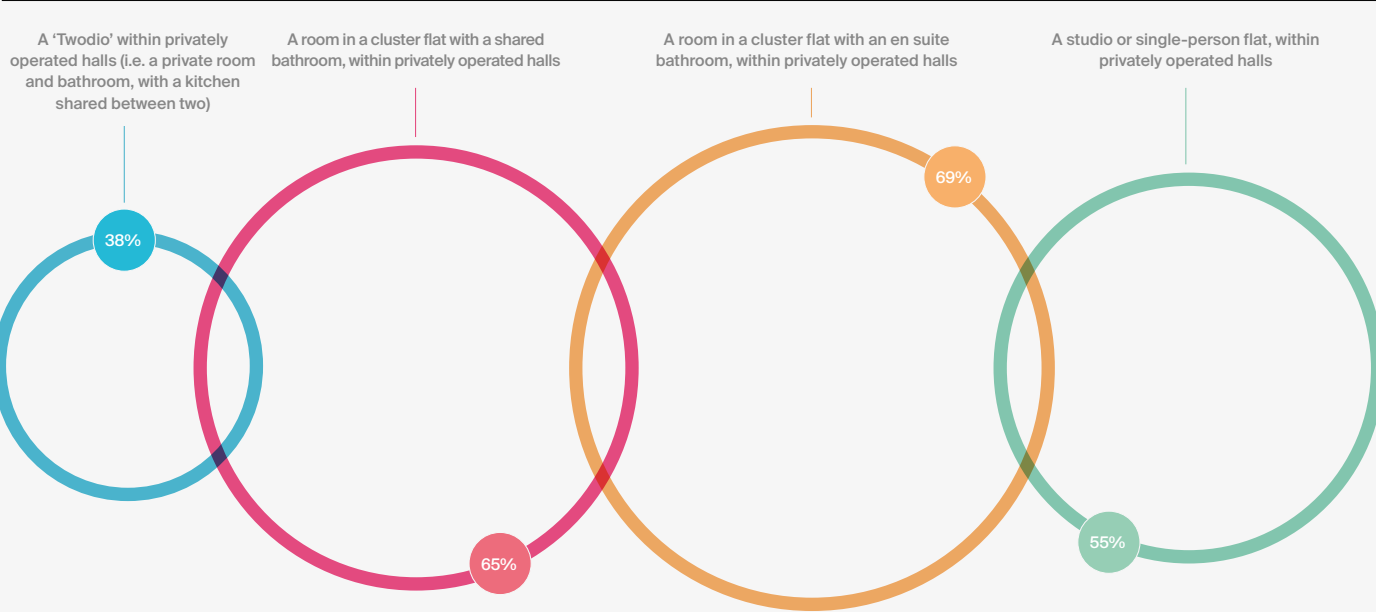 A ‘Twodio’ within privately
operated halls (i.e. a private room
and bathroom, with a kitchen
shared between two)
A room in a cluster flat with a shared
bathroom, within privately operated halls
A room in a cluster flat with an en suite
bathroom, within privately operated halls
A studio or single-person flat, within
privately operated halls
38%
65%
69%
55%